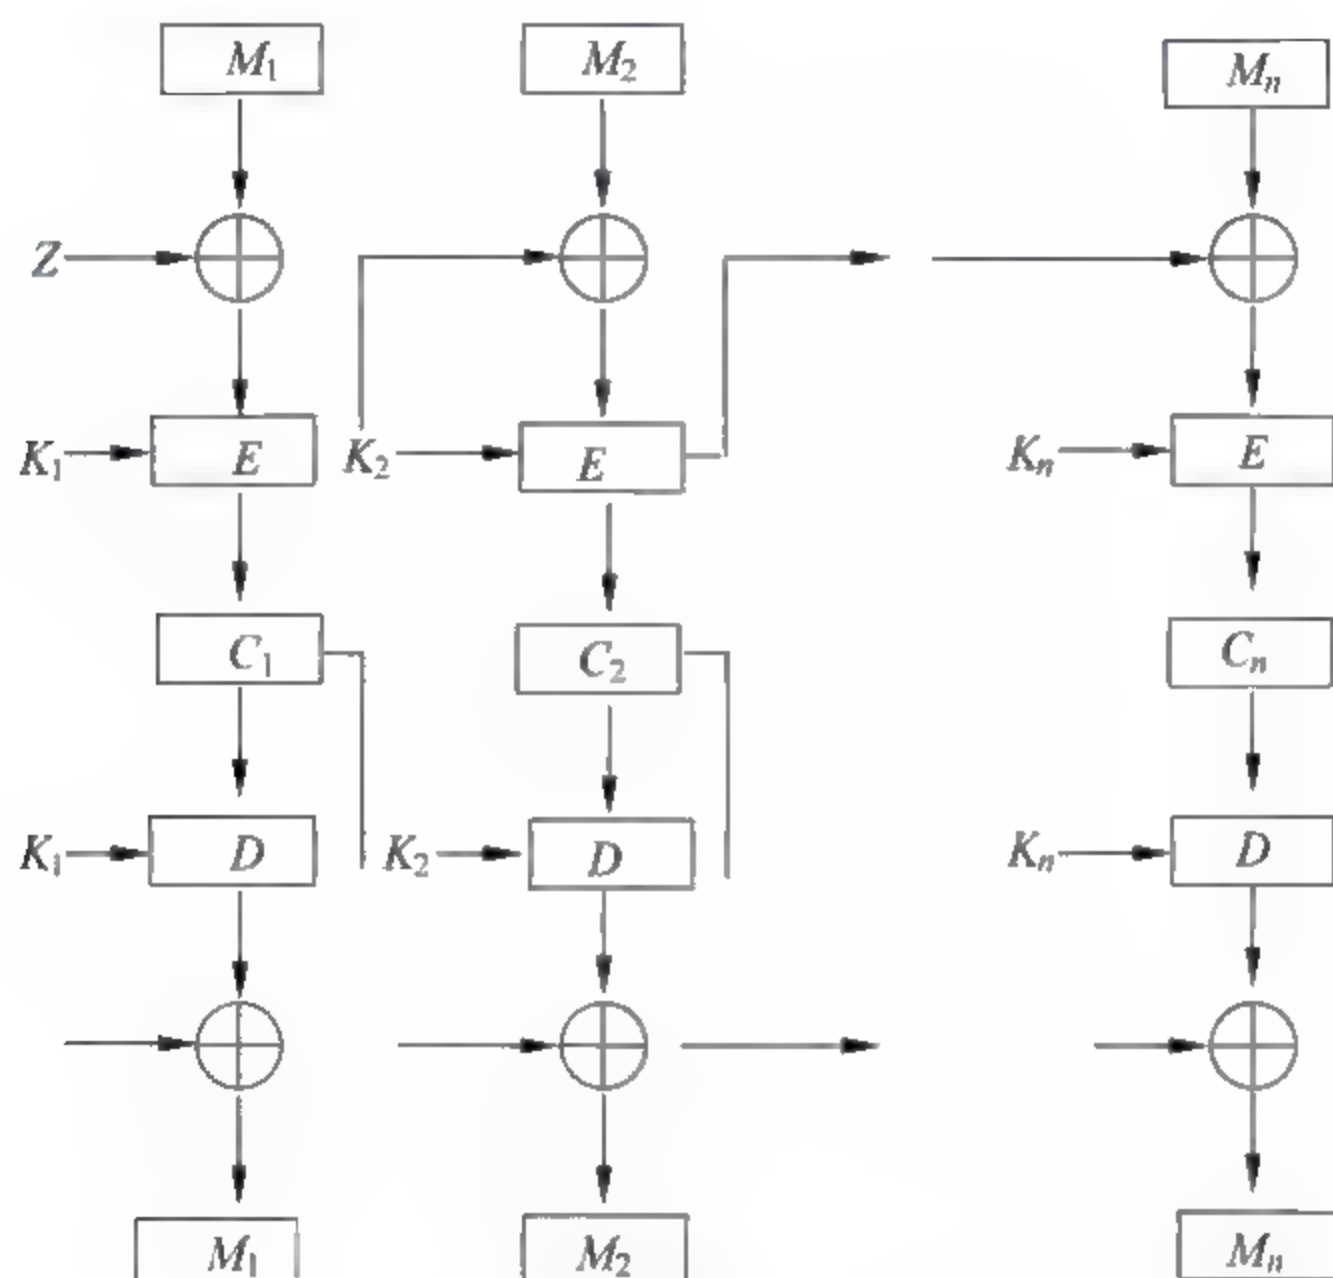 M₁ M₂ Mₙ
Z
K₁ E K₂ E Kₙ E
C₁ C₂ Cₙ
K₁ D K₂ D Kₙ D
M₁ M₂ Mₙ